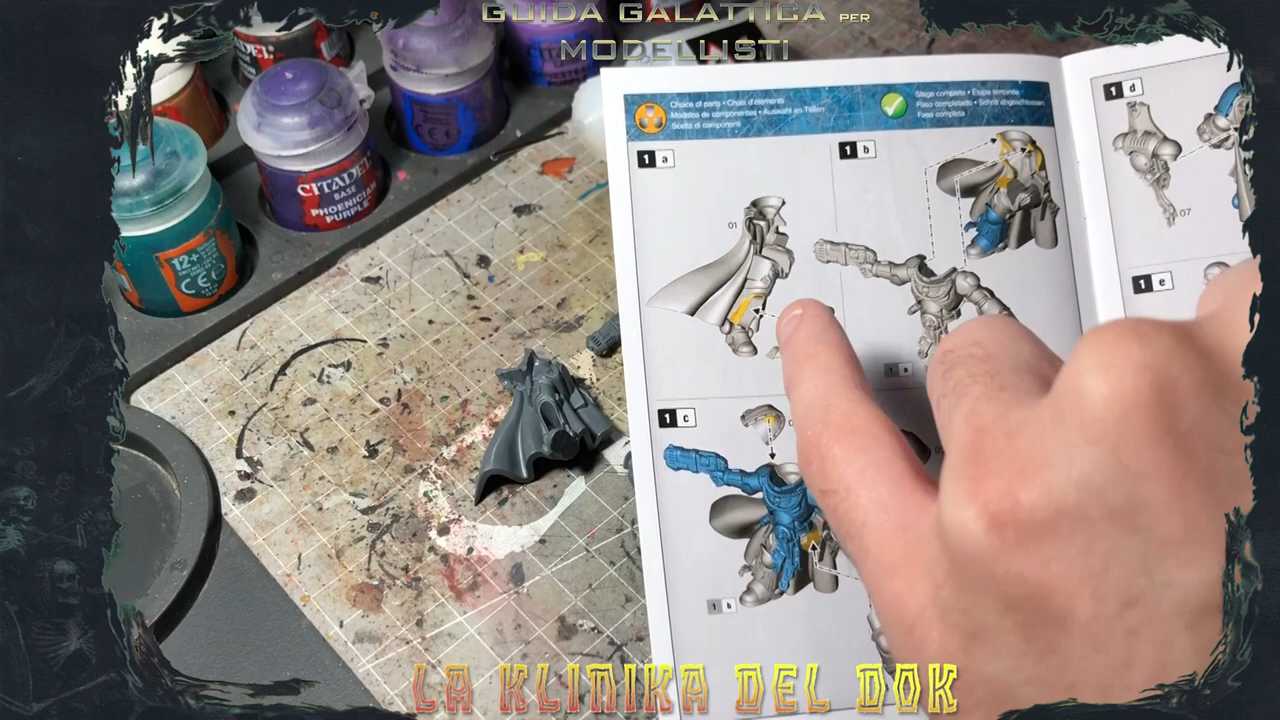 GUIDA GALATTICA PER
MODELLISTI
CITADEL
BASE
PHOENICIAN
PURPLE
12+
CE
Choice of parts • Choix d'éléments
Modelos de componentes • Auswahl an Teilen
Scelta di componenti
Stage complete • Étape terminée
Paso completado • Schritt abgeschlossen
Fase completa
1 a
01
1 b
1 a
1 c
1 b
1 d
07
1 e
LA KLINIKA DEL DOK